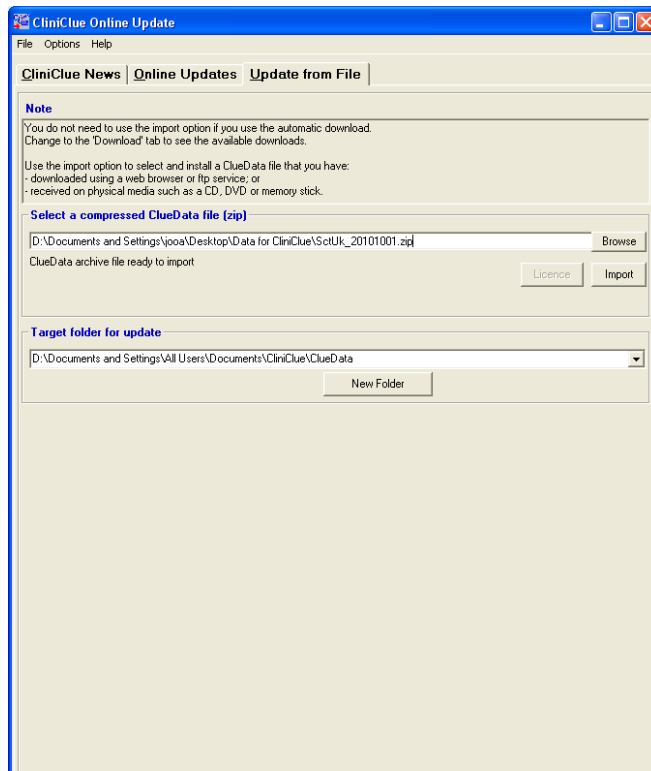 CliniClue Online Update
File Options Help
CliniClue News Online Updates Update from File
Note
You do not need to use the import option if you use the automatic download.
Change to the 'Download' tab to see the available downloads.
Use the import option to select and install a ClueData file that you have:
- downloaded using a web browser or ftp service; or
- received on physical media such as a CD, DVD or memory stick.
Select a compressed ClueData file (zip)
D:\Documents and Settings\jooa\Desktop\Data for CliniClue\SctUk_20101001.zip Browse
ClueData archive file ready to import
Licence Import
Target folder for update
D:\Documents and Settings\All Users\Documents\CliniClue\ClueData
New Folder